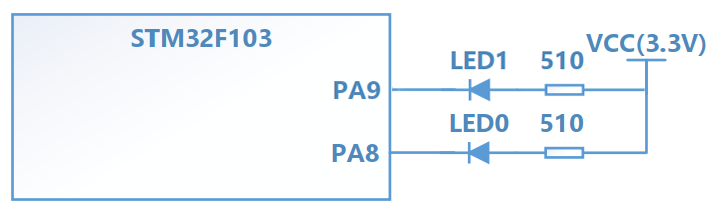 STM32F103
VCC(3.3V)
LED1 510
PA9
LED0 510
PA8